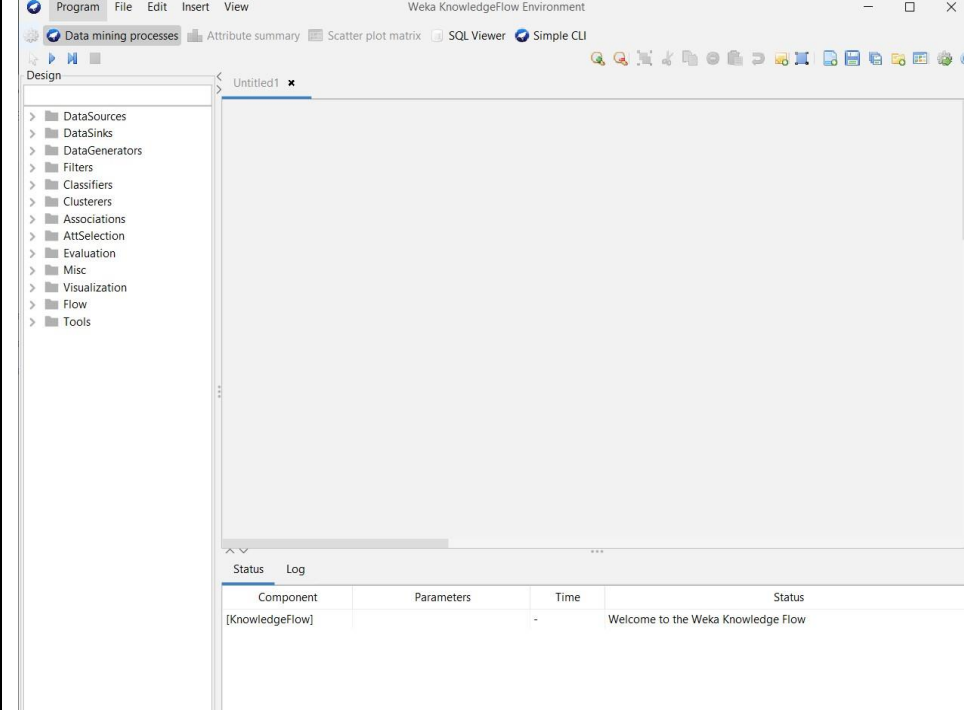 Program File Edit Insert View Weka KnowledgeFlow Environment
Data mining processes Attribute summary Scatter plot matrix SQL Viewer Simple CLI
Design
Untitled1
DataSources
DataSinks
DataGenerators
Filters
Classifiers
Clusterers
Associations
AttSelection
Evaluation
Misc
Visualization
Flow
Tools
Status Log
Component Parameters Time Status
[KnowledgeFlow] - Welcome to the Weka Knowledge Flow